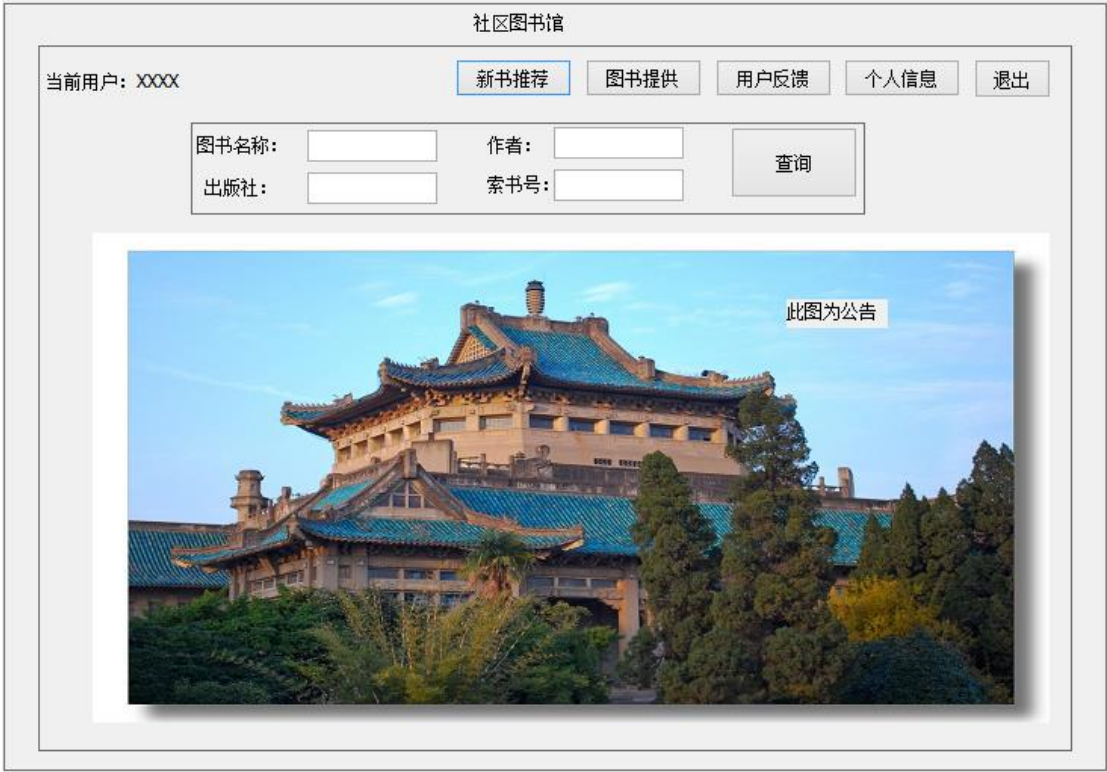 社区图书馆
当前用户：XXXX 新书推荐 图书提供 用户反馈 个人信息 退出
图书名称： 作者： 查询
出版社： 索书号：
此图为公告